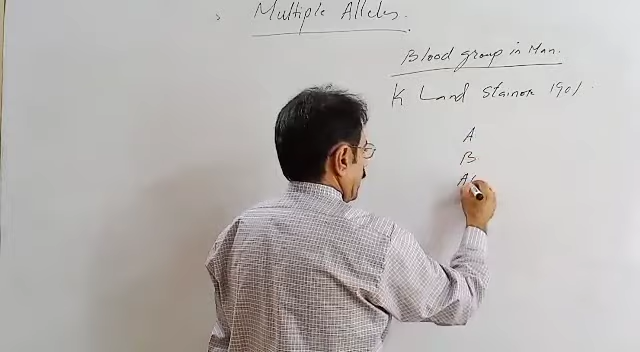 Multiple Alleles.
Blood group in Man.
K Land Stainer 1901.
A
B
A